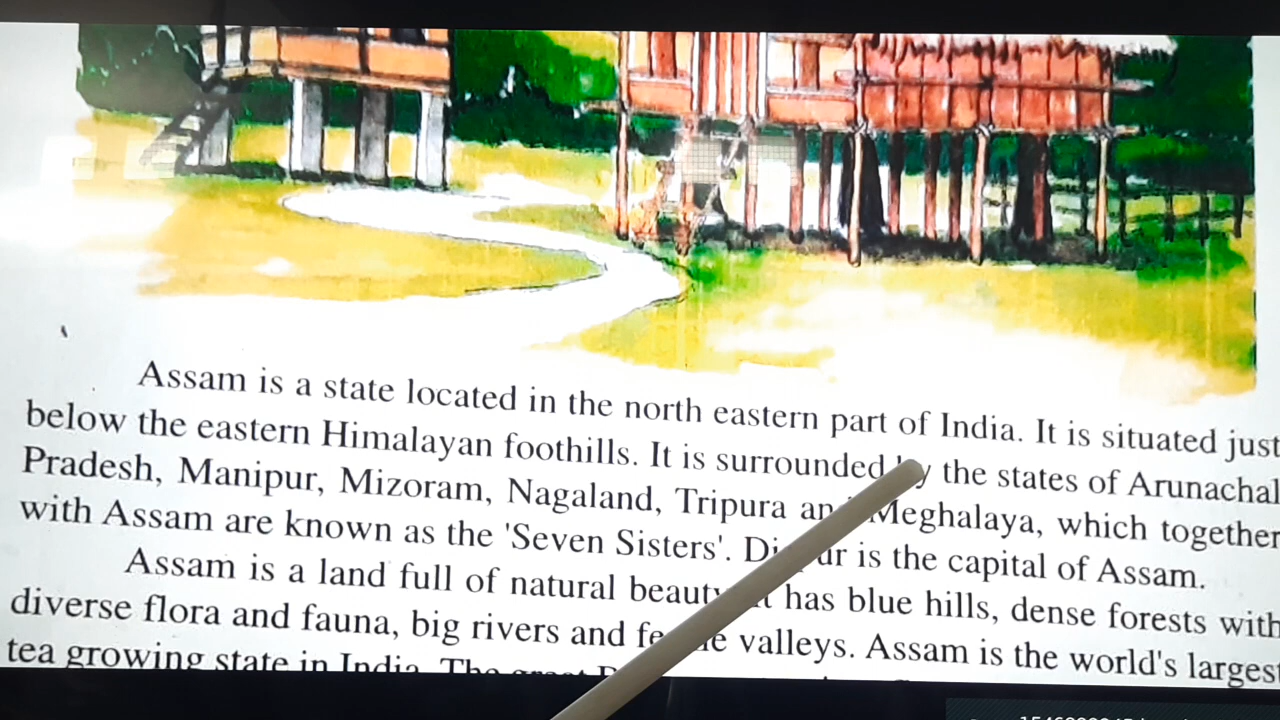 Assam is a state located in the north eastern part of India. It is situated just
below the eastern Himalayan foothills. It is surrounded the states of Arunachal
Pradesh, Manipur, Mizoram, Nagaland, Tripura Meghalaya, which together
with Assam are known as the 'Seven Sisters'. is the capital of Assam.
Assam is a land full of natural beauty has blue hills, dense forests with
diverse flora and fauna, big rivers and valleys. Assam is the world's largest
tea growing state in India. The great